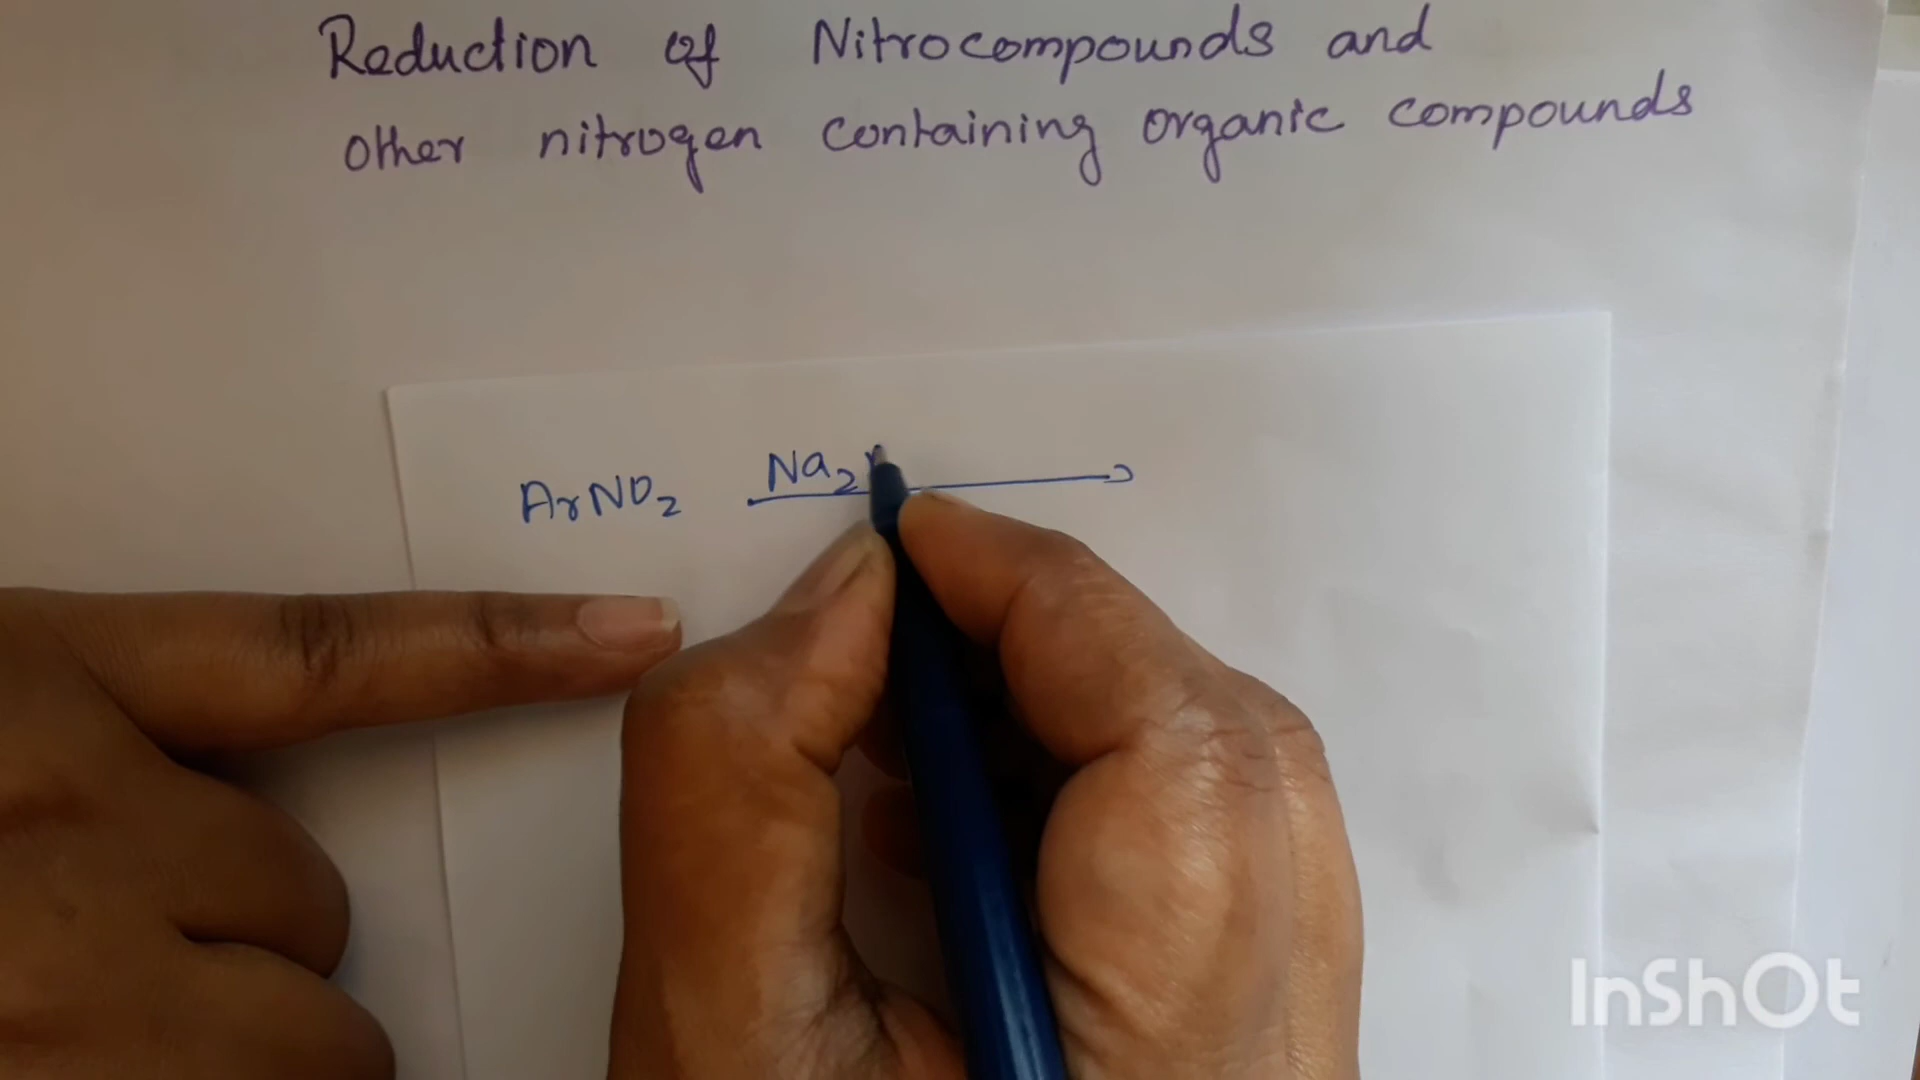 Reduction of Nitrocompounds and
other nitrogen containing organic compounds
ArNO2 Na2
InShOt